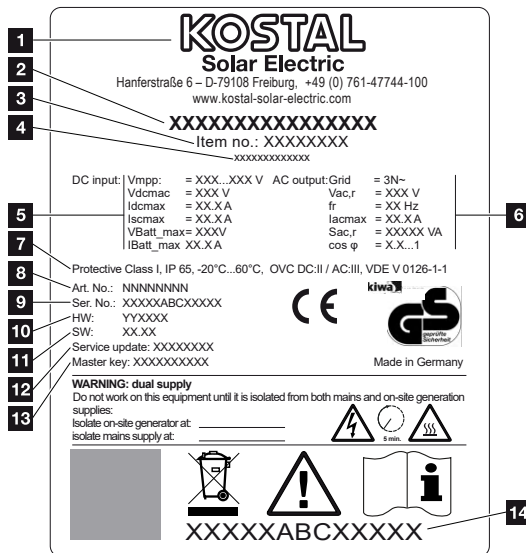 1
KOSTAL
Solar Electric
Hanferstraße 6 – D-79108 Freiburg, +49 (0) 761-47744-100
www.kostal-solar-electric.com
2
XXXXXXXXXXXXXXXX
3
Item no.: XXXXXXXX
4
xxxxxxxxxxxxx
DC input: Vmpp: = XXX...XXX V AC output: Grid = 3N~
Vdcmac = XXX V Vac,r = XXX V
Idcmax = XX.X A fr = XX Hz
5 Iscmax = XX.X A Iacmax = XX.X A 6
VBatt_max= XXXV Sac,r = XXXXX VA
IBatt_max XX.X A cos φ = X.X...1
7
Protective Class I, IP 65, -20°C...60°C, OVC DC:II / AC:III, VDE V 0126-1-1
8 Art. No.: NNNNNNNN
kiwa
9 Ser. No.: XXXXXABCXXXXX
CE
GS
geprüfte
Sicherheit
10 HW: YYXXXX
11 SW: XX.XX
12 Service update: XXXXXXXX
13 Master key: XXXXXXXXXX
Made in Germany
WARNING: dual supply
Do not work on this equipment until it is isolated from both mains and on-site generation
supplies:
Isolate on-site generator at:
isolate mains supply at:
5 min.
i
XXXXXABCXXXXX
14